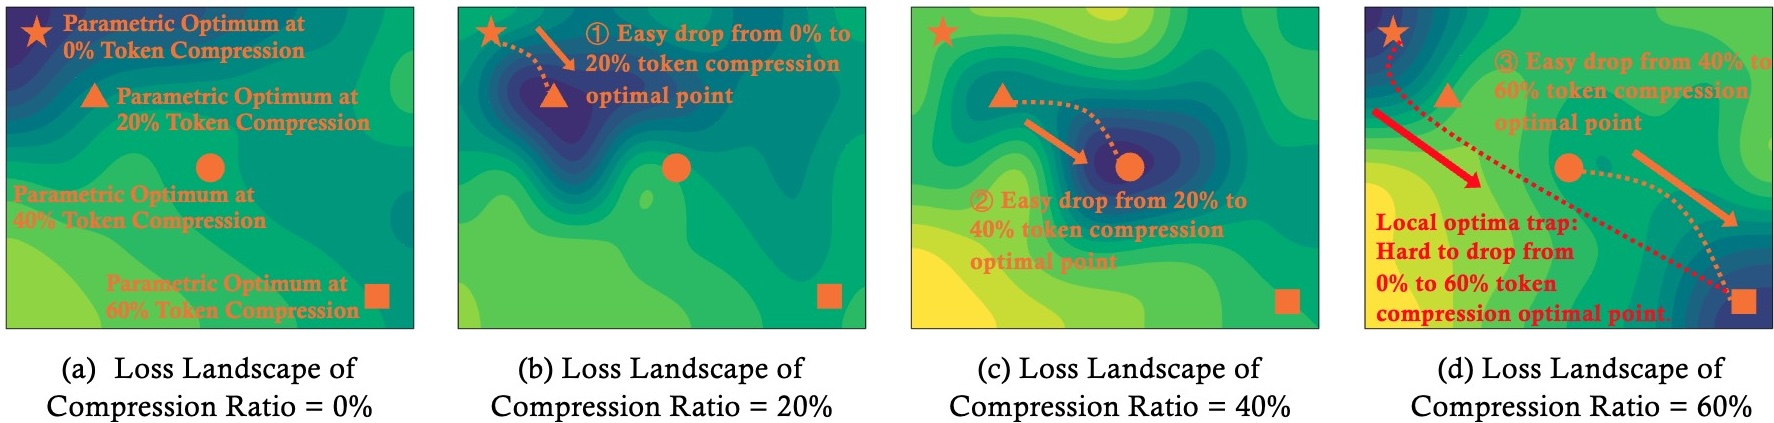 Parametric Optimum at
0% Token Compression
Parametric Optimum at
20% Token Compression
Parametric Optimum at
40% Token Compression
Parametric Optimum at
60% Token Compression
(a) Loss Landscape of
Compression Ratio = 0%
① Easy drop from 0% to
20% token compression
optimal point
(b) Loss Landscape of
Compression Ratio = 20%
② Easy drop from 20% to
40% token compression
optimal point
(c) Loss Landscape of
Compression Ratio = 40%
③ Easy drop from 40% to
60% token compression
optimal point
Local optima trap:
Hard to drop from
0% to 60% token
compression optimal point.
(d) Loss Landscape of
Compression Ratio = 60%